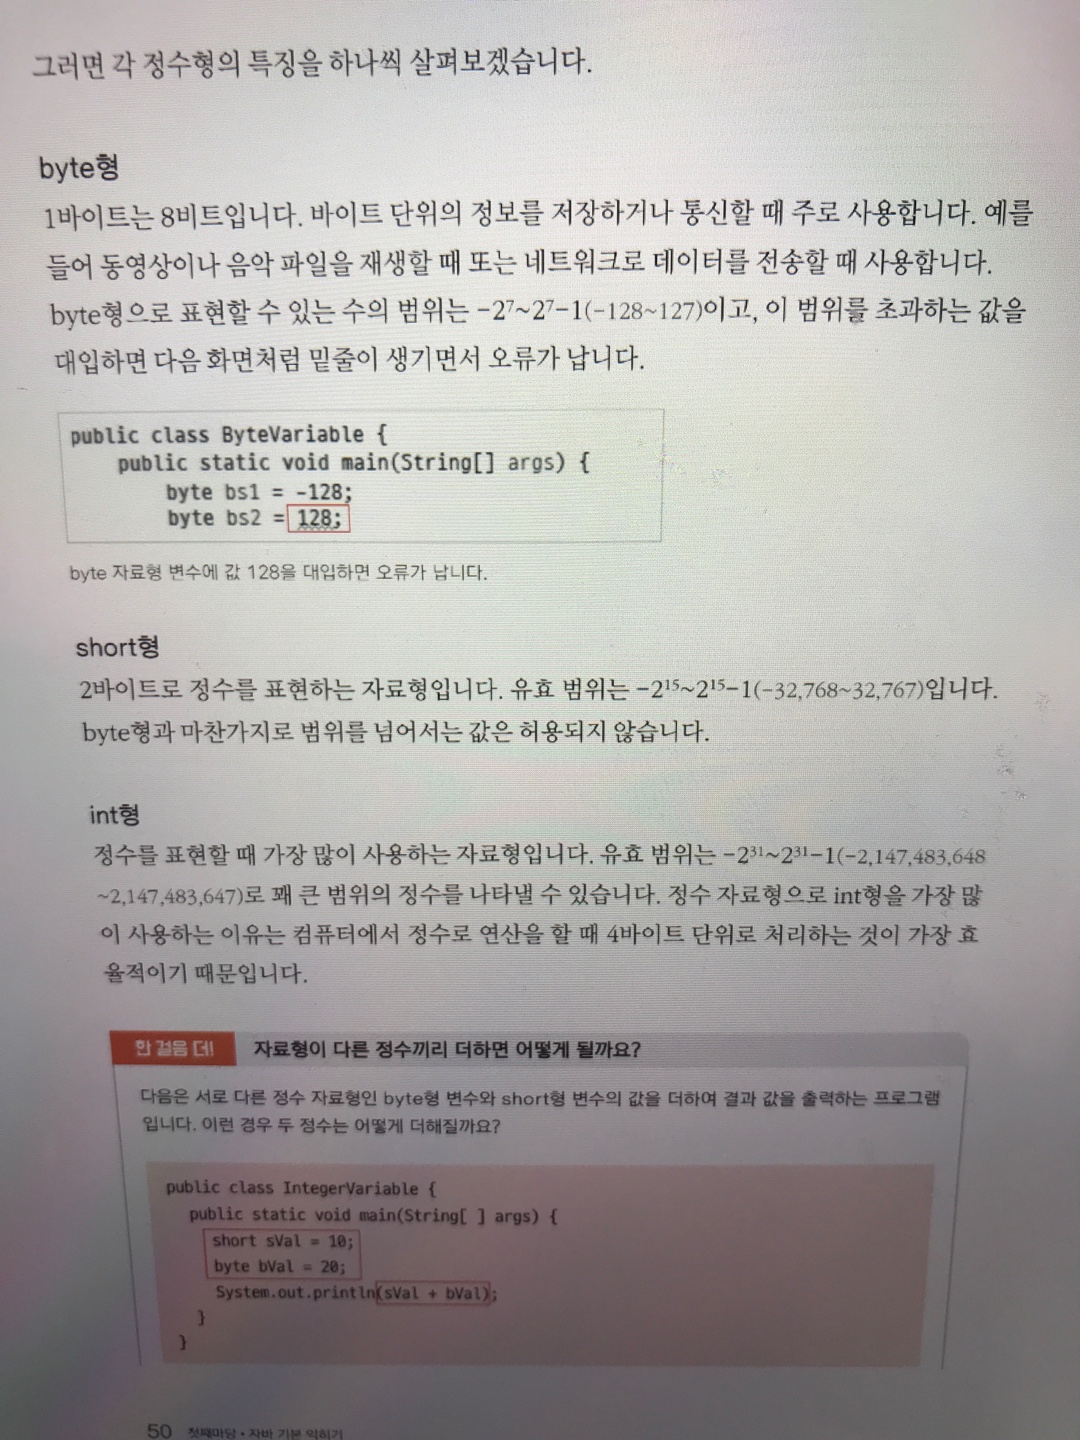 그러면 각 정수형의 특징을 하나씩 살펴보겠습니다.
byte형
1바이트는 8비트입니다. 바이트 단위의 정보를 저장하거나 통신할 때 주로 사용합니다. 예를
들어 동영상이나 음악 파일을 재생할 때 또는 네트워크로 데이터를 전송할 때 사용합니다.
byte형으로 표현할 수 있는 수의 범위는 -2⁷~2⁷-1(-128~127)이고, 이 범위를 초과하는 값을
대입하면 다음 화면처럼 밑줄이 생기면서 오류가 납니다.
public class ByteVariable {
public static void main(String[] args) {
byte bs1 = -128;
byte bs2 = 128;
byte 자료형 변수에 값 128을 대입하면 오류가 납니다.
short형
2바이트로 정수를 표현하는 자료형입니다. 유효 범위는 -2¹⁵~2¹⁵-1(-32,768~32,767)입니다.
byte형과 마찬가지로 범위를 넘어서는 값은 허용되지 않습니다.
int형
정수를 표현할 때 가장 많이 사용하는 자료형입니다. 유효 범위는 -2³¹~2³¹-1(-2,147,483,648
~2,147,483,647)로 꽤 큰 범위의 정수를 나타낼 수 있습니다. 정수 자료형으로 int형을 가장 많
이 사용하는 이유는 컴퓨터에서 정수로 연산을 할 때 4바이트 단위로 처리하는 것이 가장 효
율적이기 때문입니다.
한 걸음 더! 자료형이 다른 정수끼리 더하면 어떻게 될까요?
다음은 서로 다른 정수 자료형인 byte형 변수와 short형 변수의 값을 더하여 결과 값을 출력하는 프로그램
입니다. 이런 경우 두 정수는 어떻게 더해질까요?
public class IntegerVariable {
public static void main(String[ ] args) {
short sVal = 10;
byte bVal = 20;
System.out.println(sVal + bVal);
}
}
50 첫째마당 • 자바 기본 익히기